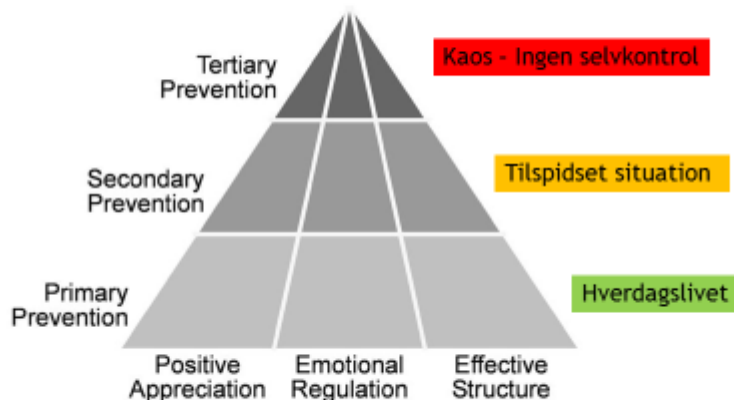 Tertiary
Prevention
Kaos - Ingen selvkontrol
Secondary
Prevention
Tilspidset situation
Primary
Prevention
Hverdagslivet
Positive
Appreciation
Emotional
Regulation
Effective
Structure